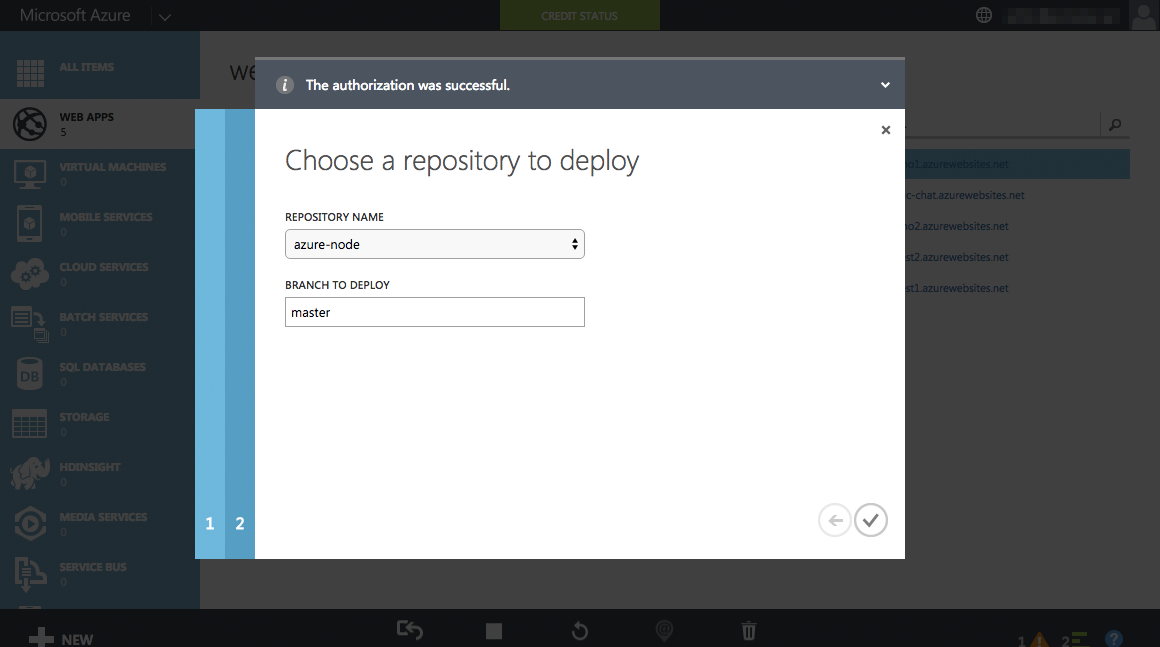 Microsoft Azure
CREDIT STATUS
ALL ITEMS
WEB APPS
5
VIRTUAL MACHINES
0
MOBILE SERVICES
0
CLOUD SERVICES
0
BATCH SERVICES
0
SQL DATABASES
0
DB
STORAGE
0
HDINSIGHT
0
MEDIA SERVICES
0
SERVICE BUS
0
we
The authorization was successful.
Choose a repository to deploy
REPOSITORY NAME
azure-node
BRANCH TO DEPLOY
master
1 2
o1.azurewebsites.net
c-chat.azurewebsites.net
o2.azurewebsites.net
st2.azurewebsites.net
st1.azurewebsites.net
NEW
1 2